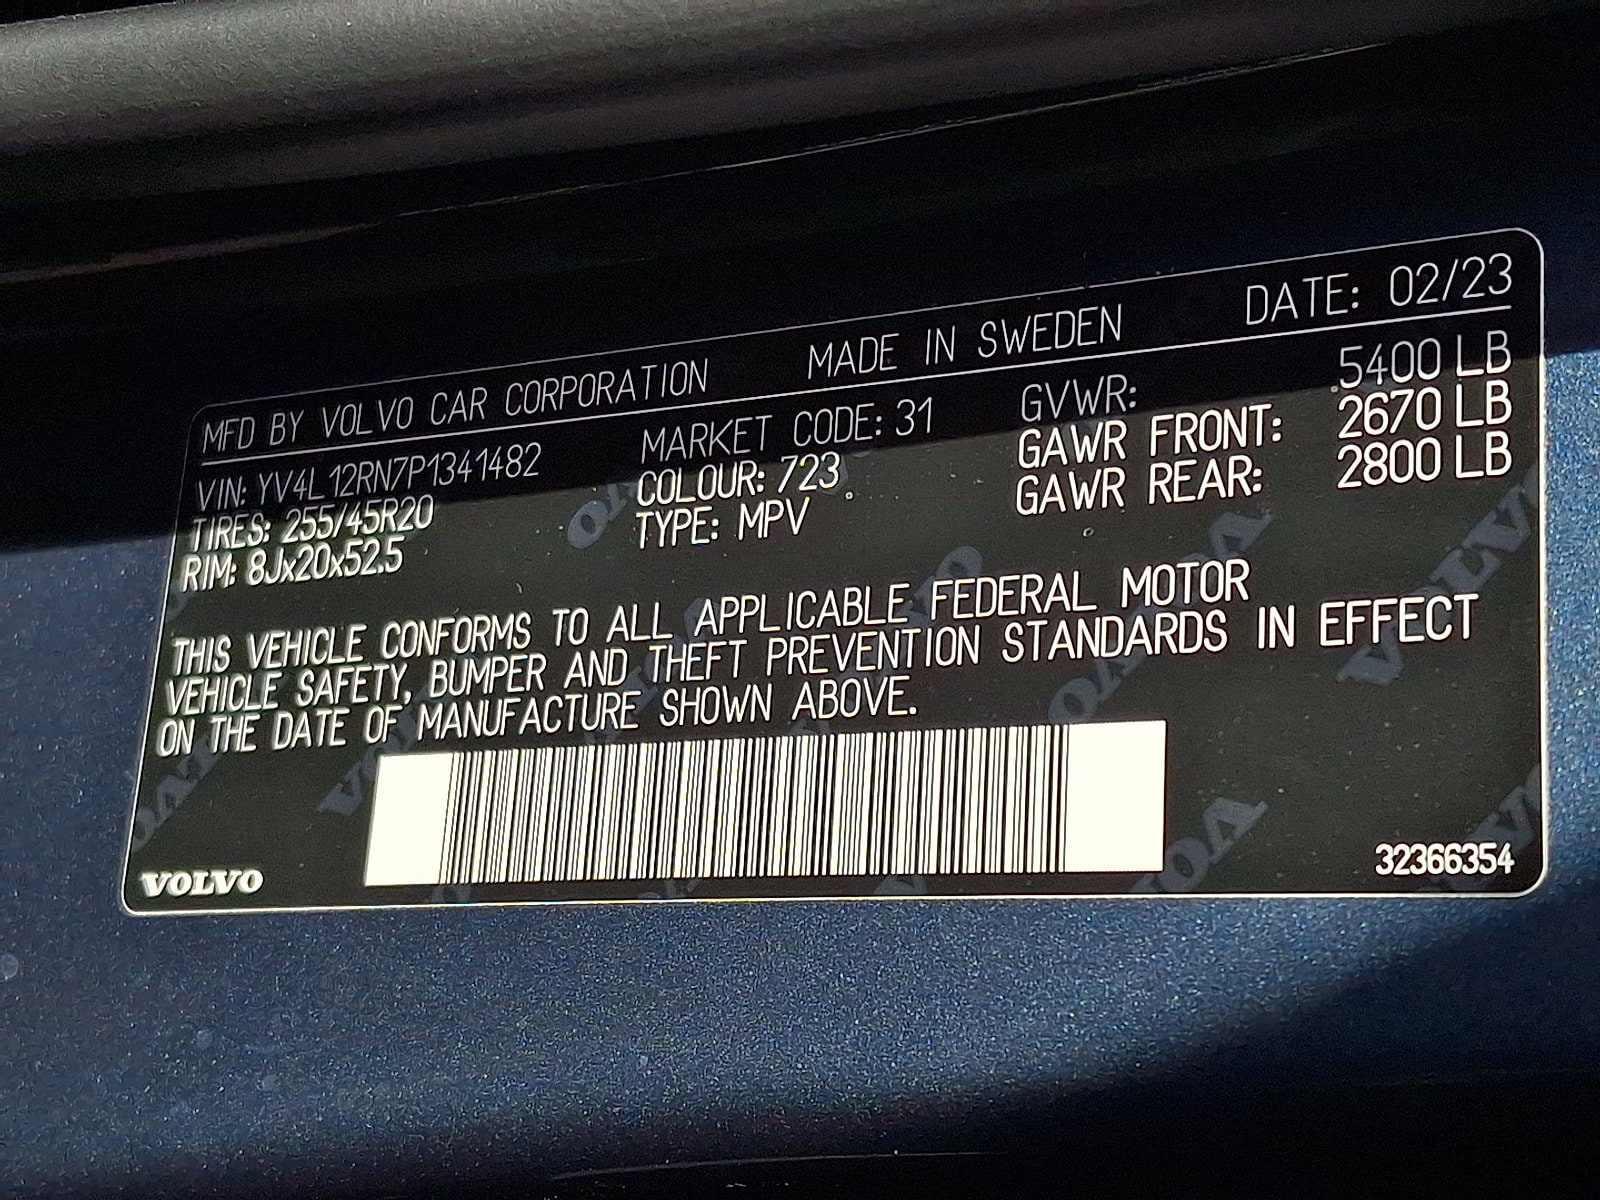 MFD BY VOLVO CAR CORPORATION MADE IN SWEDEN DATE: 02/23
VIN: YV4L12RN7P1341482 MARKET CODE: 31 GVWR: 5400 LB
TIRES: 255/45R20 COLOUR: 723 GAWR FRONT: 2670 LB
RIM: 8Jx20x52.5 TYPE: MPV GAWR REAR: 2800 LB
THIS VEHICLE CONFORMS TO ALL APPLICABLE FEDERAL MOTOR
VEHICLE SAFETY, BUMPER AND THEFT PREVENTION STANDARDS IN EFFECT
ON THE DATE OF MANUFACTURE SHOWN ABOVE.
VOLVO 32366354